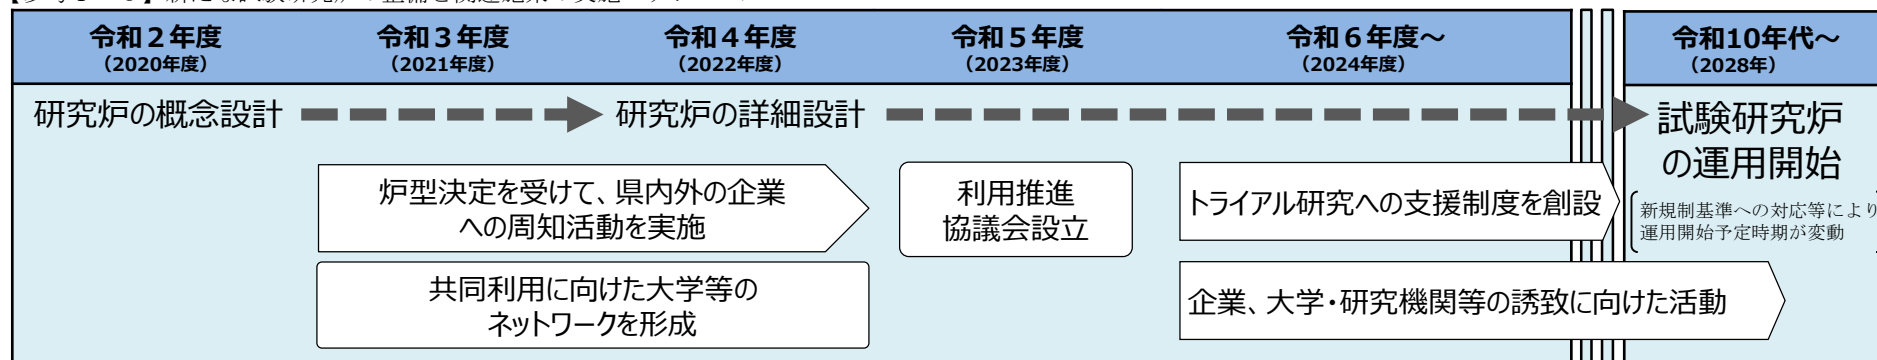 令和２年度
（2020年度）
令和３年度
（2021年度）
令和４年度
（2022年度）
令和５年度
（2023年度）
令和６年度～
（2024年度）
令和10年代～
（2028年）
研究炉の概念設計
研究炉の詳細設計
試験研究炉
の運用開始
新規制基準への対応等により
運用開始予定時期が変動
炉型決定を受けて、県内外の企業
への周知活動を実施
利用推進
協議会設立
トライアル研究への支援制度を創設
共同利用に向けた大学等の
ネットワークを形成
企業、大学・研究機関等の誘致に向けた活動